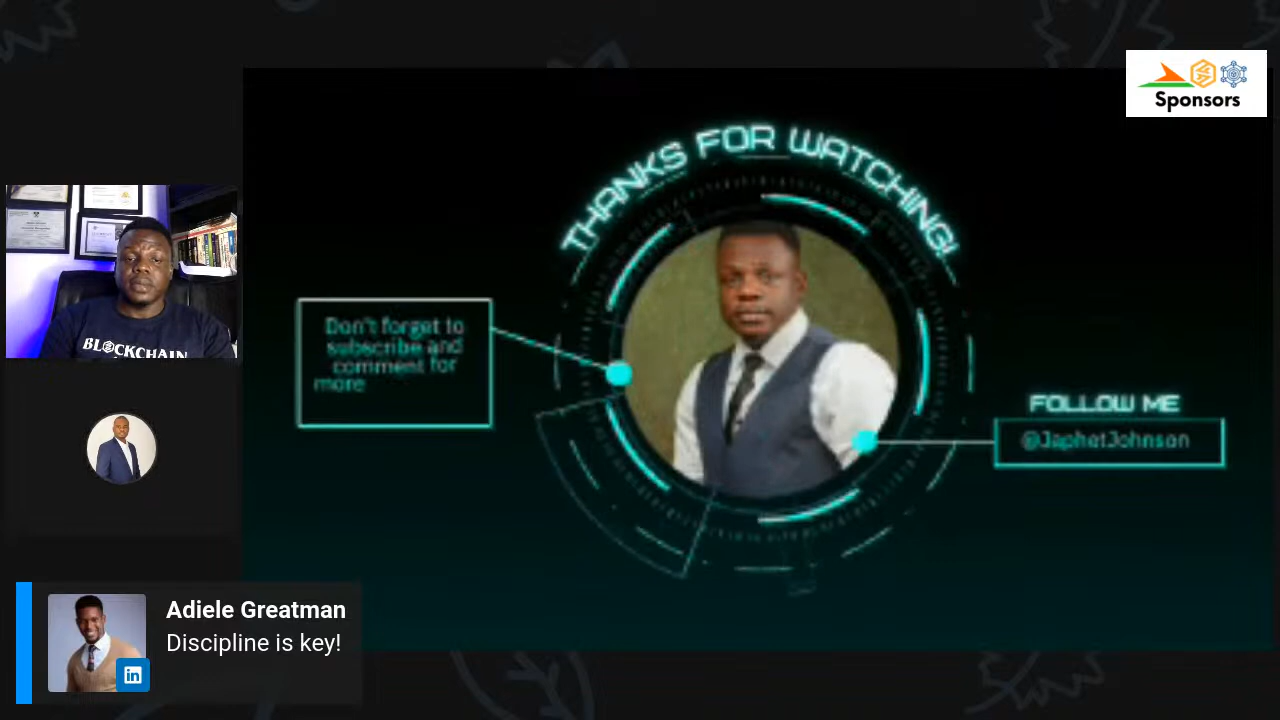 Sponsors
THANKS FOR WATCHING!
BLOCKCHAIN
Don't forget to
subscribe and
comment for
more
FOLLOW ME
@JaphetJohnson
Adiele Greatman
Discipline is key!
in